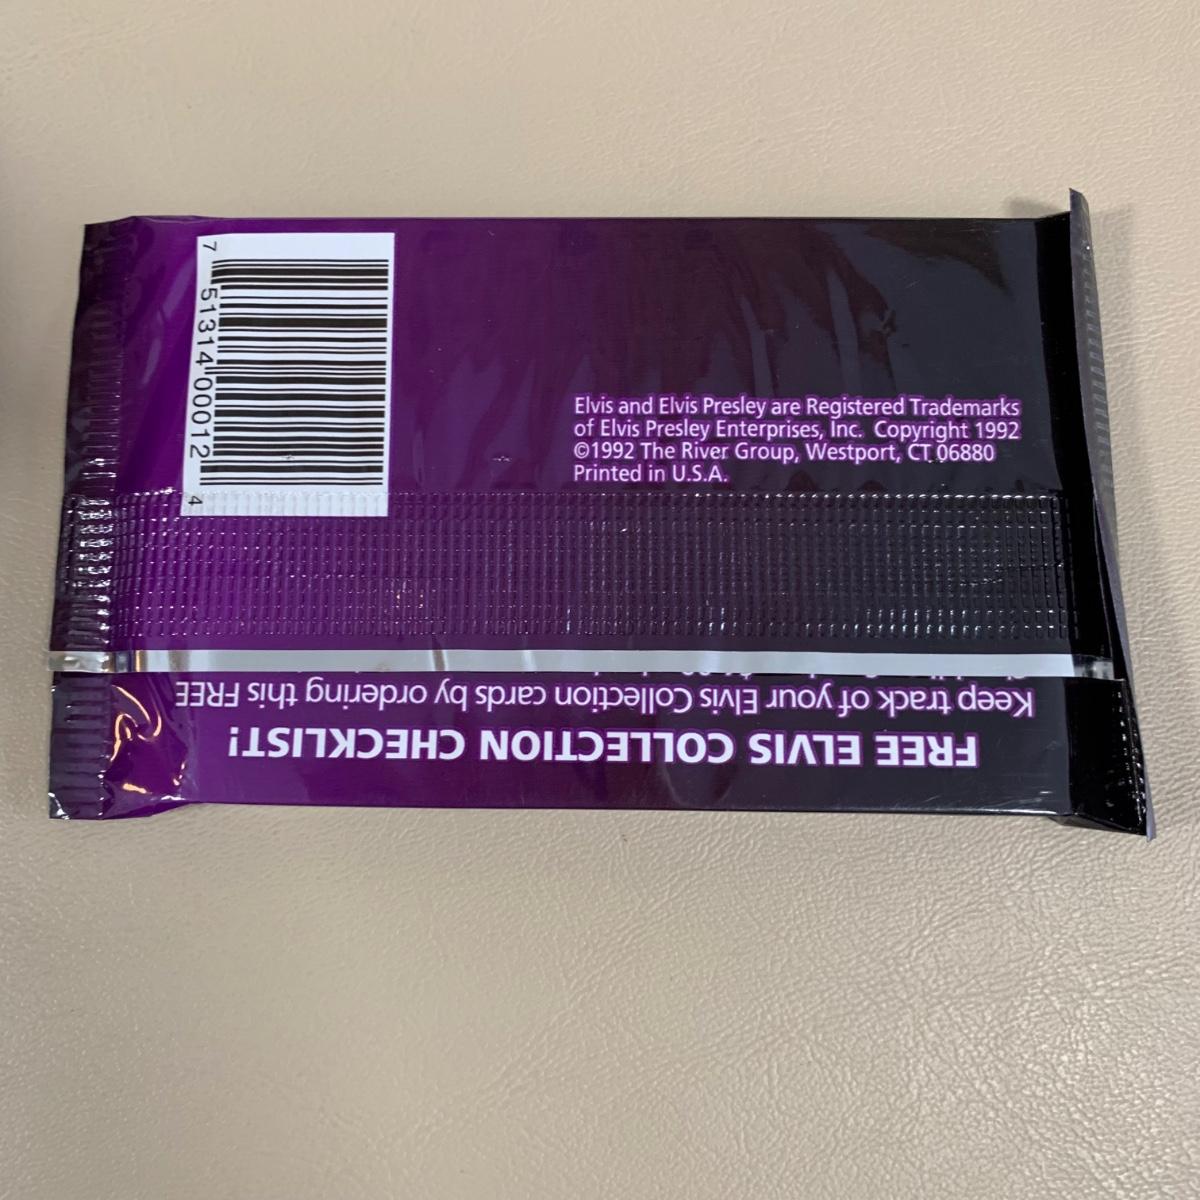 7 51314 00012 4
Elvis and Elvis Presley are Registered Trademarks
of Elvis Presley Enterprises, Inc. Copyright 1992
©1992 The River Group, Westport, CT 06880
Printed in U.S.A.
FREE ELVIS COLLECTION CHECKLIST!
Keep track of your Elvis Collection cards by ordering this FREE